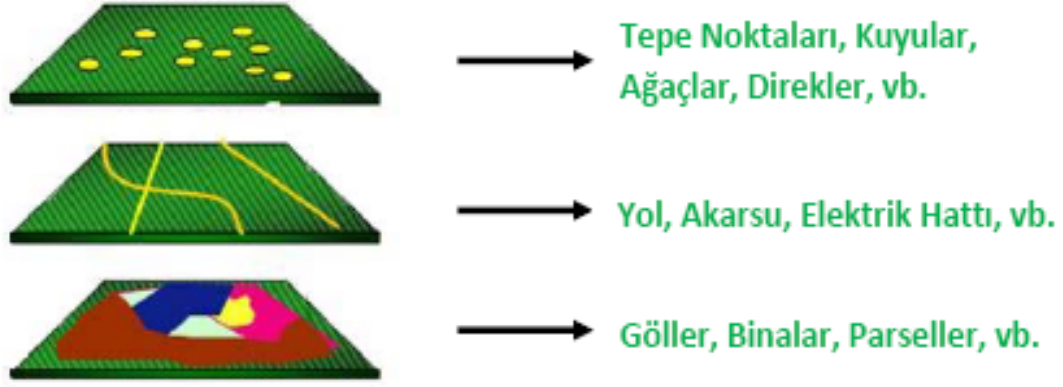 Tepe Noktaları, Kuyular,
Ağaçlar, Direkler, vb.
Yol, Akarsu, Elektrik Hattı, vb.
Göller, Binalar, Parseller, vb.